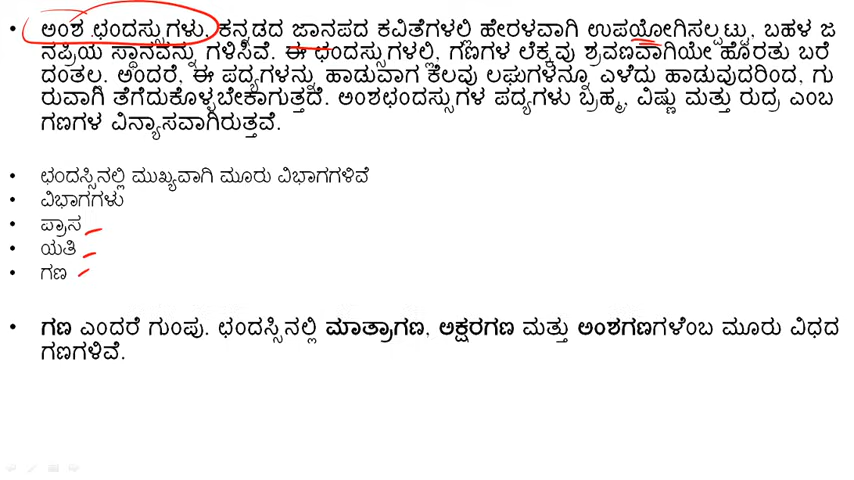 ಅಂಶ ಛಂದಸ್ಸುಗಳು, ಕನ್ನಡದ ಜಾನಪದ ಕವಿತೆಗಳಲ್ಲಿ ಹೇರಳವಾಗಿ ಉಪಯೋಗಿಸಲ್ಪಟ್ಟು, ಬಹಳ ಜ
ನಪ್ರಿಯ ಸ್ಥಾನವನ್ನು ಗಳಿಸಿವೆ. ಈ ಛಂದಸ್ಸುಗಳಲ್ಲಿ, ಗಣಗಳ ಲೆಕ್ಕವು ಶ್ರವಣವಾಗಿಯೇ ಹೊರತು ಬರೆ
ದಂತಲ್ಲ. ಅಂದರೆ, ಈ ಪದ್ಯಗಳನ್ನು ಹಾಡುವಾಗ ಕೆಲವು ಲಘುಗಳನ್ನೂ ಎಳೆದು ಹಾಡುವುದರಿಂದ, ಗು
ರುವಾಗಿ ತೆಗೆದುಕೊಳ್ಳಬೇಕಾಗುತ್ತದೆ. ಅಂಶಛಂದಸ್ಸುಗಳ ಪದ್ಯಗಳು ಬ್ರಹ್ಮ, ವಿಷ್ಣು ಮತ್ತು ರುದ್ರ ಎಂಬ
ಗಣಗಳ ವಿನ್ಯಾಸವಾಗಿರುತ್ತವೆ.
ಛಂದಸ್ಸಿನಲ್ಲಿ ಮುಖ್ಯವಾಗಿ ಮೂರು ವಿಭಾಗಗಳಿವೆ
ವಿಭಾಗಗಳು
ಪ್ರಾಸ
ಯತಿ
ಗಣ
ಗಣ ಎಂದರೆ ಗುಂಪು. ಛಂದಸ್ಸಿನಲ್ಲಿ ಮಾತ್ರಾಗಣ, ಅಕ್ಷರಗಣ ಮತ್ತು ಅಂಶಗಣಗಳೆಂಬ ಮೂರು ವಿಧದ
ಗಣಗಳಿವೆ.